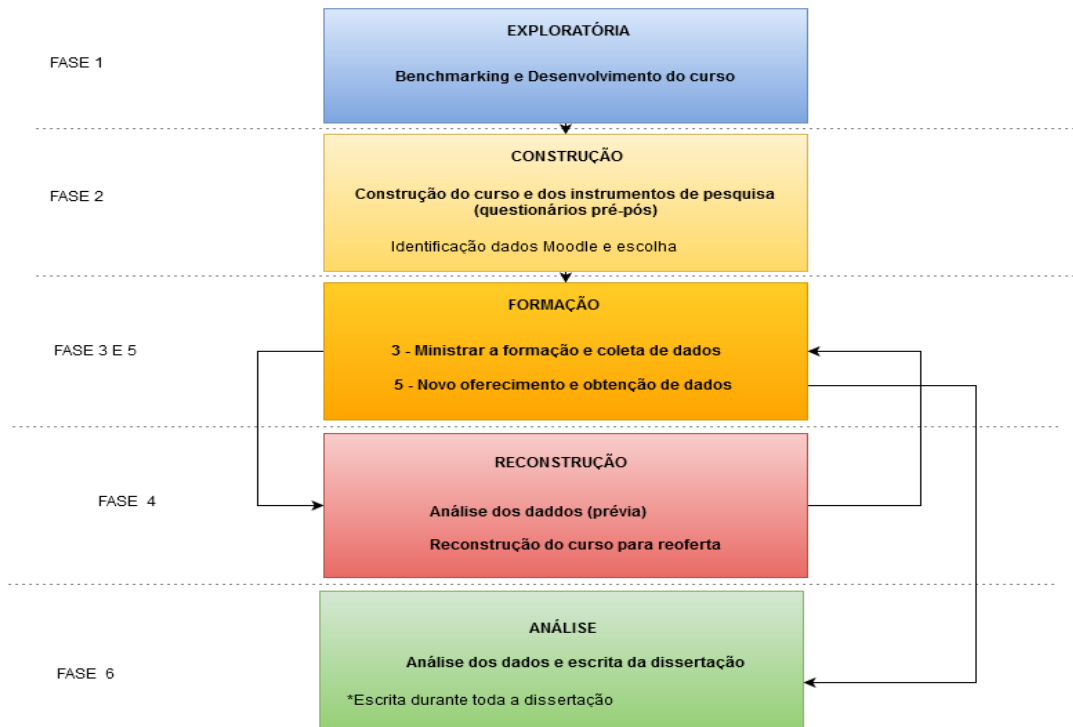 EXPLORATÓRIA
FASE 1
Benchmarking e Desenvolvimento do curso
CONSTRUÇÃO
FASE 2
Construção do curso e dos instrumentos de pesquisa
(questionários pré-pós)
Identificação dados Moodle e escolha
FORMAÇÃO
FASE 3 E 5
3 - Ministrar a formação e coleta de dados
5 - Novo oferecimento e obtenção de dados
RECONSTRUÇÃO
FASE 4
Análise dos daddos (prévia)
Reconstrução do curso para reoferta
ANÁLISE
FASE 6
Análise dos dados e escrita da dissertação
*Escrita durante toda a dissertação